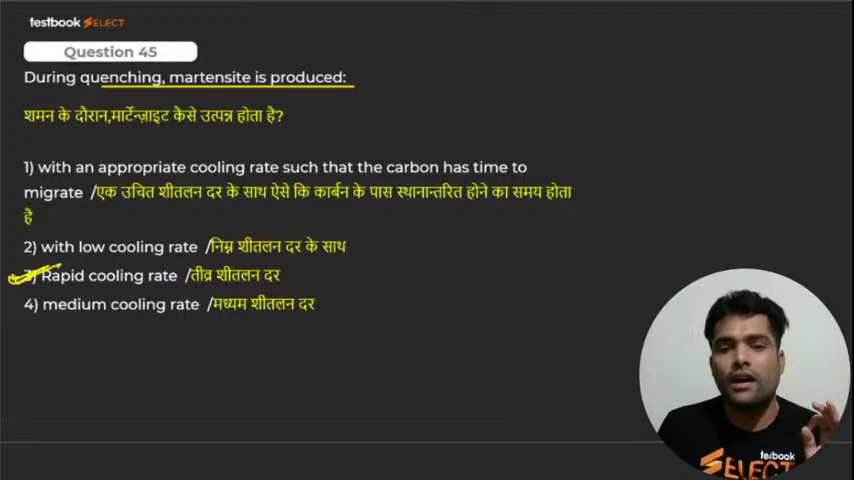 testbook SELECT
Question 45
During quenching, martensite is produced:
शमन के दौरान,मार्टेन्ज़ाइट कैसे उत्पन्न होता है?
1) with an appropriate cooling rate such that the carbon has time to
migrate /एक उचित शीतलन दर के साथ ऐसे कि कार्बन के पास स्थानान्तरित होने का समय होता
है
2) with low cooling rate /निम्न शीतलन दर के साथ
3) Rapid cooling rate /तीव्र शीतलन दर
4) medium cooling rate /मध्यम शीतलन दर
testbook
SELECT